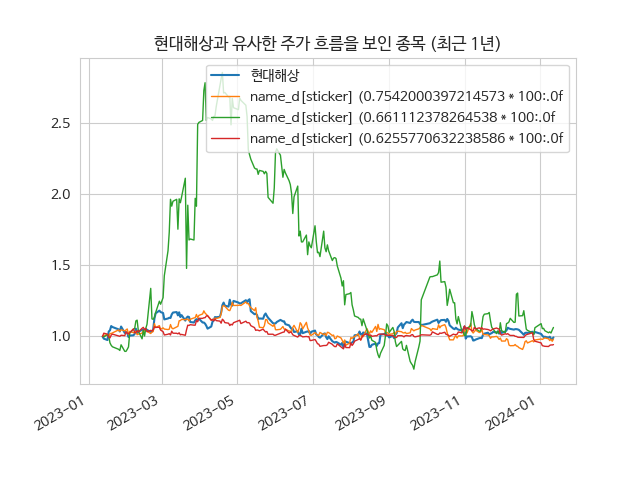 현대해상과 유사한 주가 흐름을 보인 종목 (최근 1년)
현대해상
name_d[sticker] (0.7542000397214573 * 100:.0f
name_d[sticker] (0.661112378264538 * 100:.0f
name_d[sticker] (0.6255770632238586 * 100:.0f
2.5
2.0
1.5
1.0
2023-01
2023-03
2023-05
2023-07
2023-09
2023-11
2024-01